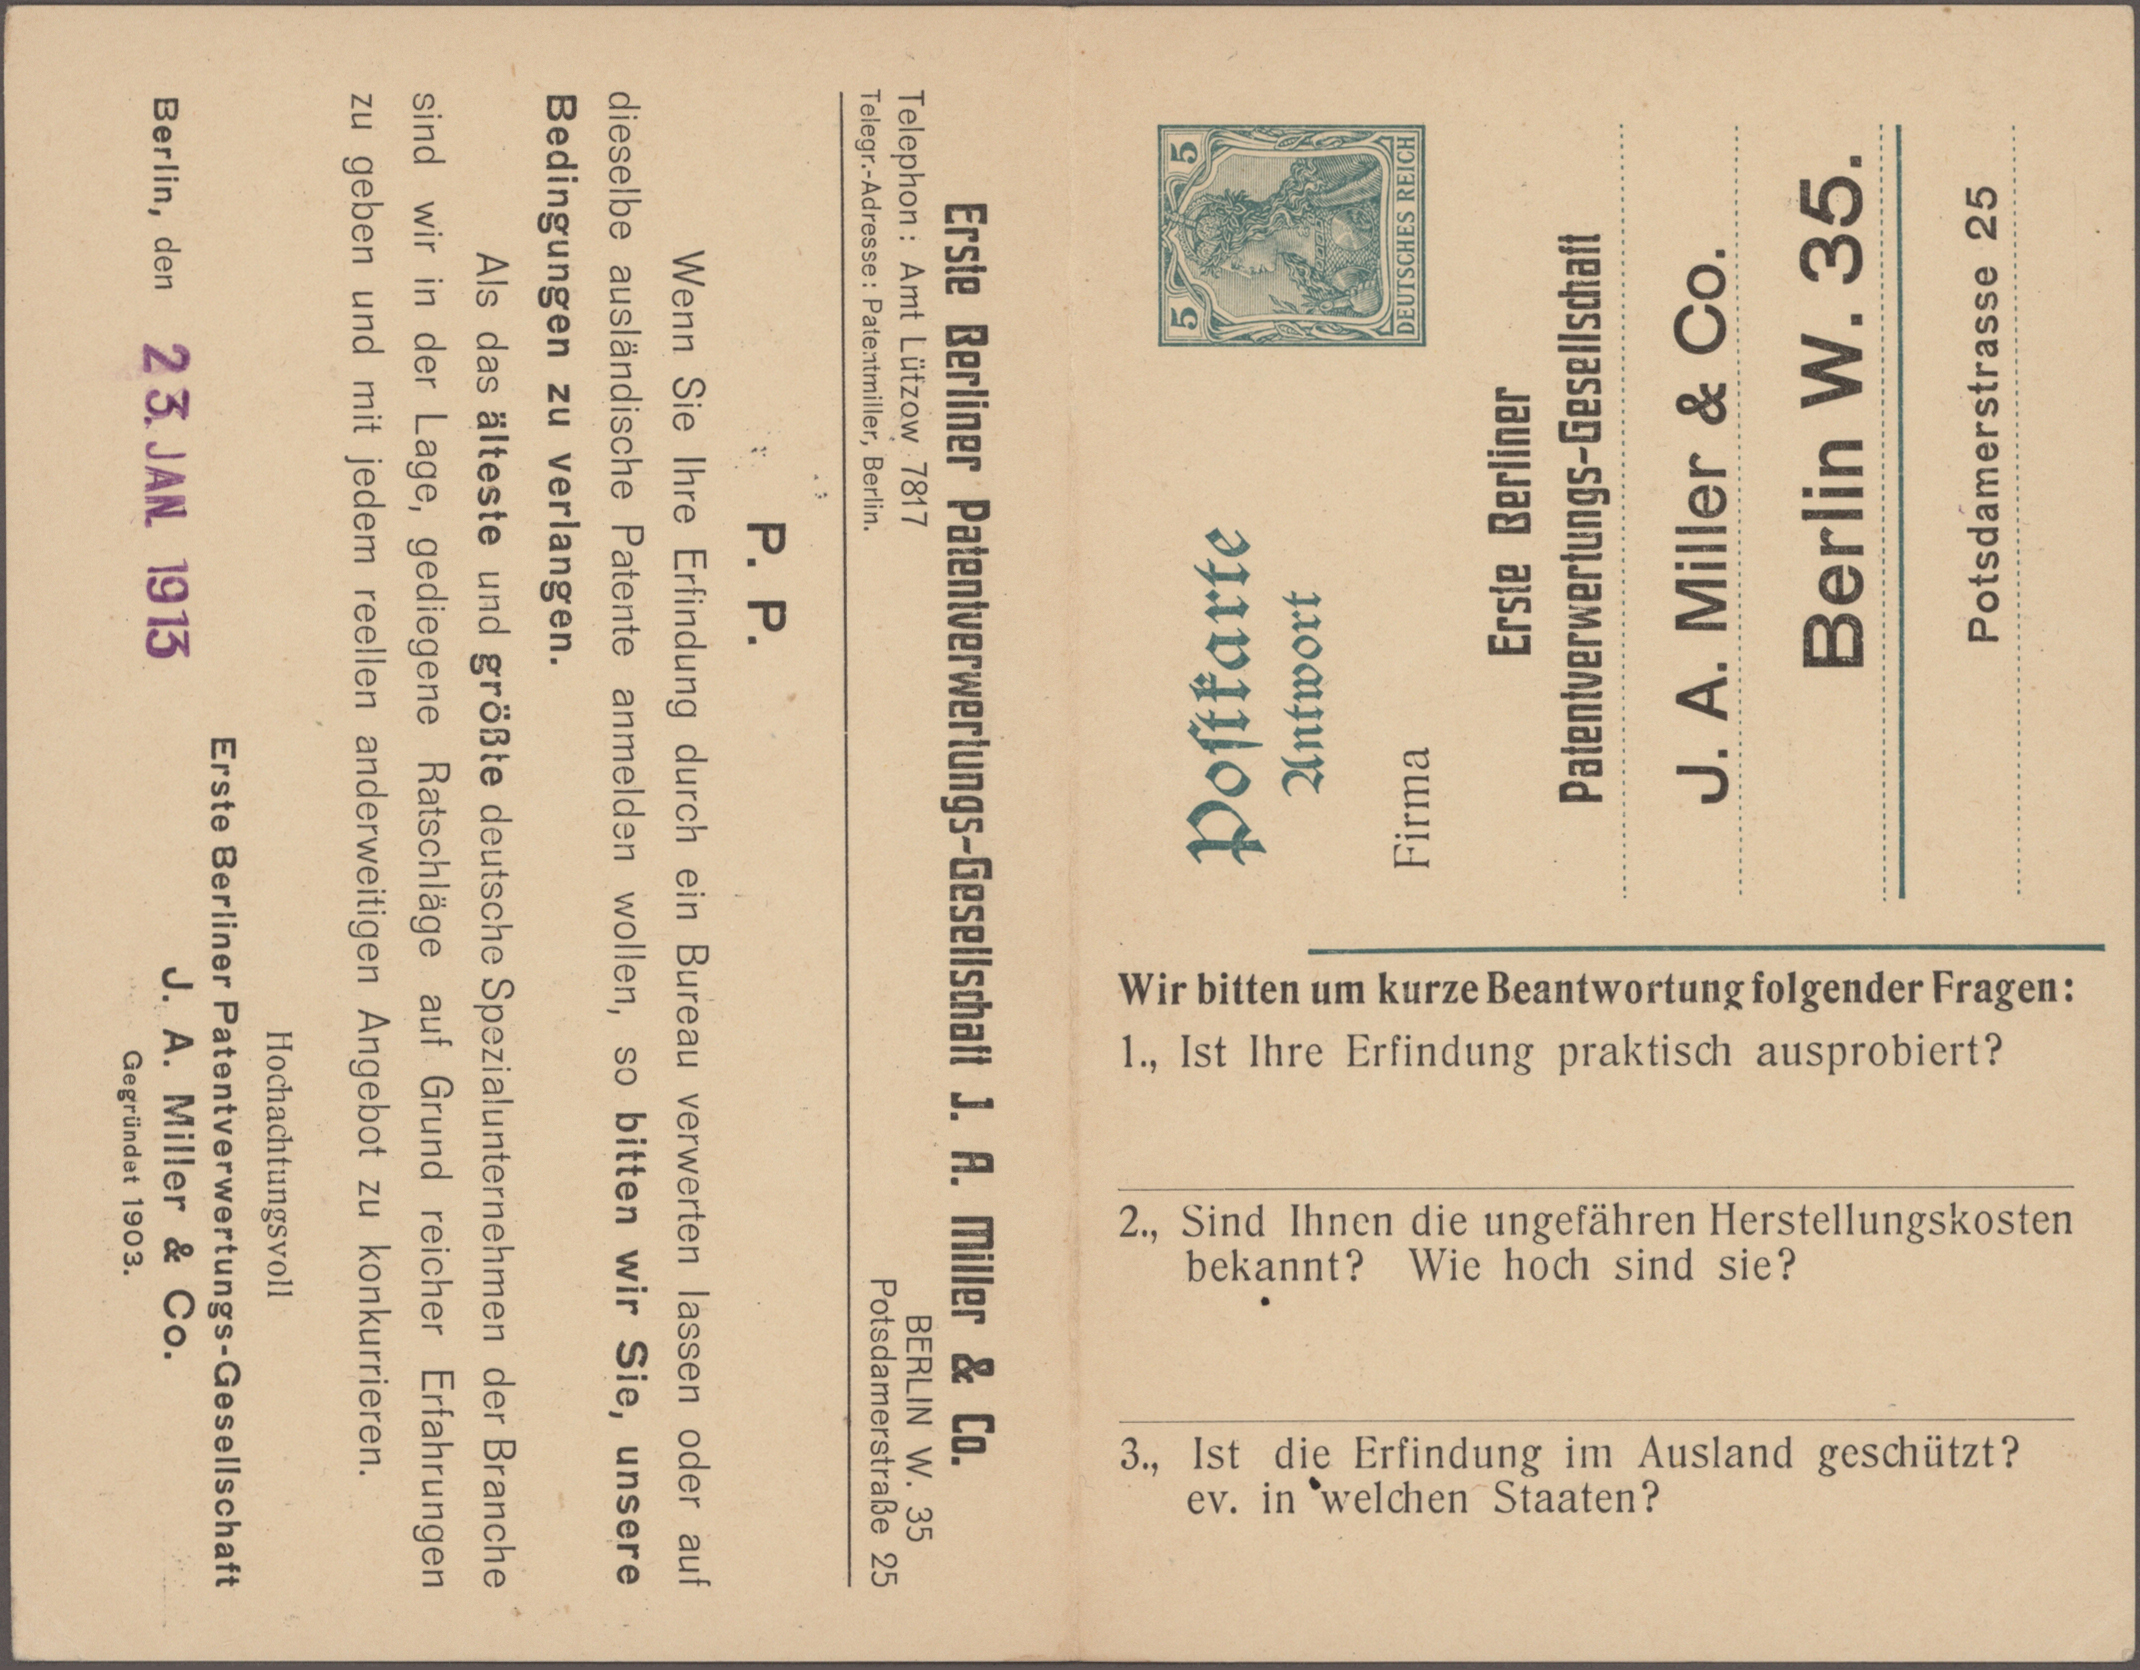 Erste Berliner Patentverwertungs-Gesellschaft J. A. Miller & Co.
Telephon: Amt Lützow 7817
BERLIN W. 35
Telegr.-Adresse: Patentmiller, Berlin.
Potsdamerstraße 25
P. P.
Wenn Sie Ihre Erfindung durch ein Bureau verwerten lassen oder auf
dieselbe ausländische Patente anmelden wollen, so bitten wir Sie, unsere
Bedingungen zu verlangen.
Als das älteste und größte deutsche Spezialunternehmen der Branche
sind wir in der Lage, gediegene Ratschläge auf Grund reicher Erfahrungen
zu geben und mit jedem reellen anderweitigen Angebot zu konkurrieren.
Hochachtungsvoll
Erste Berliner Patentverwertungs-Gesellschaft
Berlin, den 23. JAN. 1913
J. A. Miller & Co.
Gegründet 1903.
Postkarte
Antwort
DEUTSCHES REICH
5 5
Firma
Erste Berliner
Patentverwertungs-Gesellschaft
J. A. Miller & Co.
Berlin W. 35.
Potsdamerstrasse 25
Wir bitten um kurze Beantwortung folgender Fragen:
1., Ist Ihre Erfindung praktisch ausprobiert?
2., Sind Ihnen die ungefähren Herstellungskosten
bekannt? Wie hoch sind sie?
3., Ist die Erfindung im Ausland geschützt?
ev. in welchen Staaten?